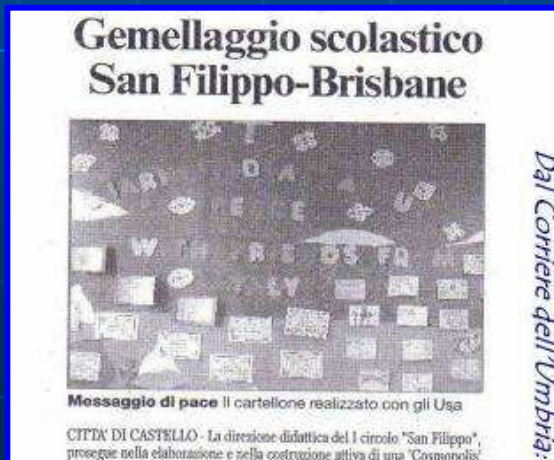 Gemellaggio scolastico
San Filippo-Brisbane
Messaggio di pace Il cartellone realizzato con gli Usa
CITTA' DI CASTELLO - La direzione didattica del I circolo "San Filippo",
prosegue nella elaborazione e nella costruzione attiva di una 'Cosmopolis'
Dal Corriere dell'Umbria: